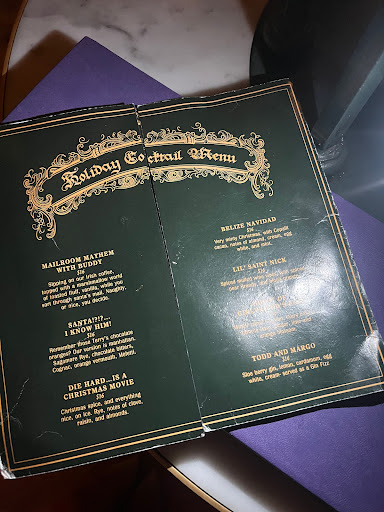 Holiday Cocktail Menu
MAILROOM MAYHEM
WITH BUDDY
$16
Sipping on our Irish coffee,
topped with a marshmallow world
of toasted fluff, vanilla, while you
sort through santa's mail. Naughty,
or nice, you decide.
SANTA!?!?...
I KNOW HIM!
$16
Remember those Terry's chocolate
oranges? Our version is manhattan.
Sagamore Rye, chocolate bitters,
Cognac, orange vermouth.
DIE HARD...IS A
CHRISTMAS MOVIE
$16
Christmas spice, and everything
nice, on ice. Rye, notes of clove,
raisin, and almonds.
BELIZE NAVIDAD
$16
Very merry Christmas, with Copalli
cacao, notes of almond, cream, egg
white, and oent.
LIL' SAINT NICK
$16
Spiced
TODD AND MARGO
$16
Sloe berry gin, lemon, cardamom, egg
white, cream- served as a Gin Fizz